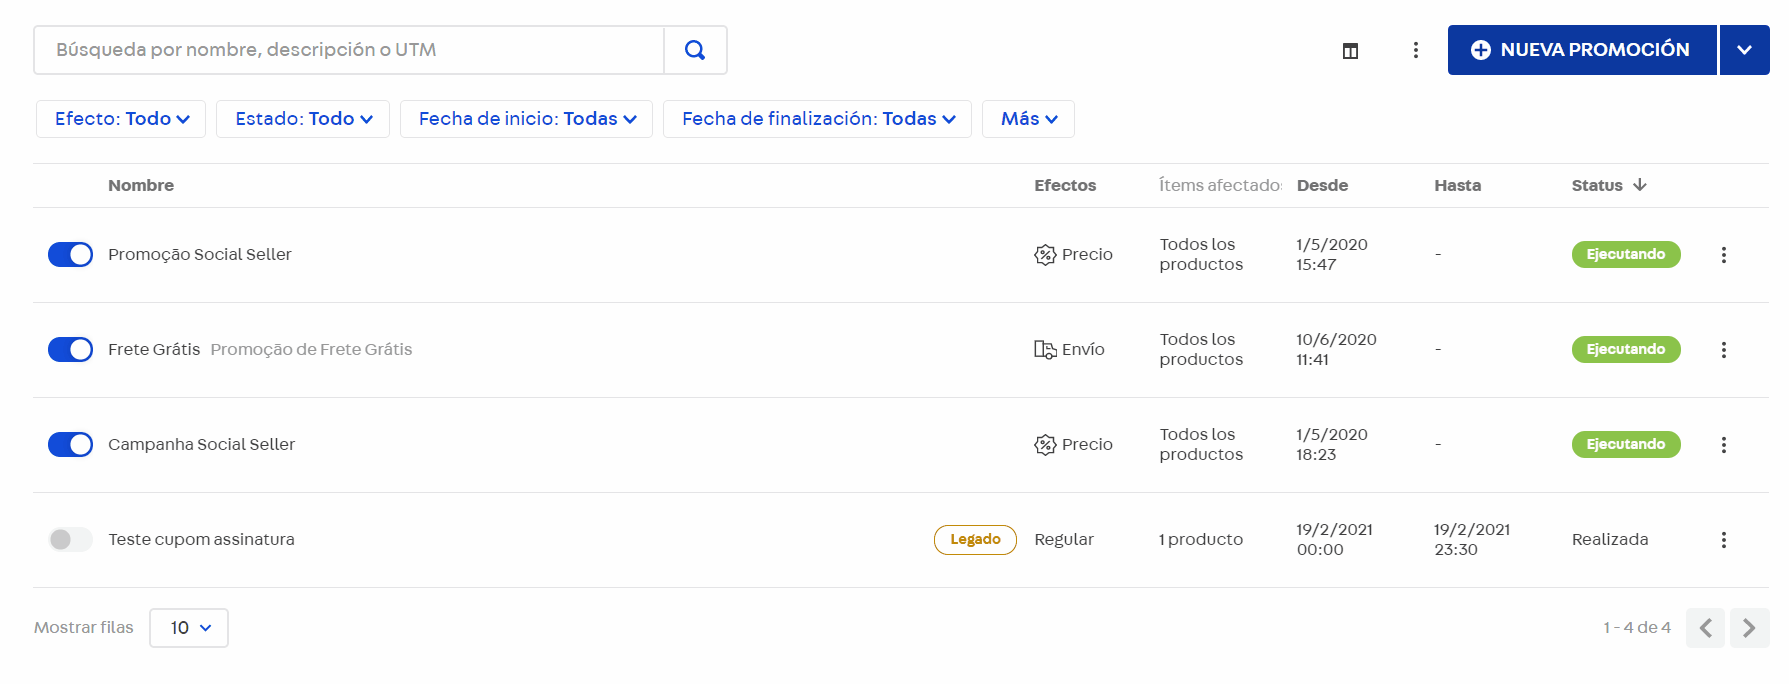 Búsqueda por nombre, descripción o UTM
NUEVA PROMOCIÓN
Efecto: Todo
Estado: Todo
Fecha de inicio: Todas
Fecha de finalización: Todas
Más
Nombre
Efectos
Ítems afectado
Desde
Hasta
Status
Promoção Social Seller
Precio
Todos los
productos
1/5/2020
15:47
-
Ejecutando
Frete Grátis Promoção de Frete Grátis
Envío
Todos los
productos
10/6/2020
11:41
-
Ejecutando
Campanha Social Seller
Precio
Todos los
productos
1/5/2020
18:23
-
Ejecutando
Teste cupom assinatura
Legado
Regular
1 producto
19/2/2021
00:00
19/2/2021
23:30
Realizada
Mostrar filas
10
1 - 4 de 4